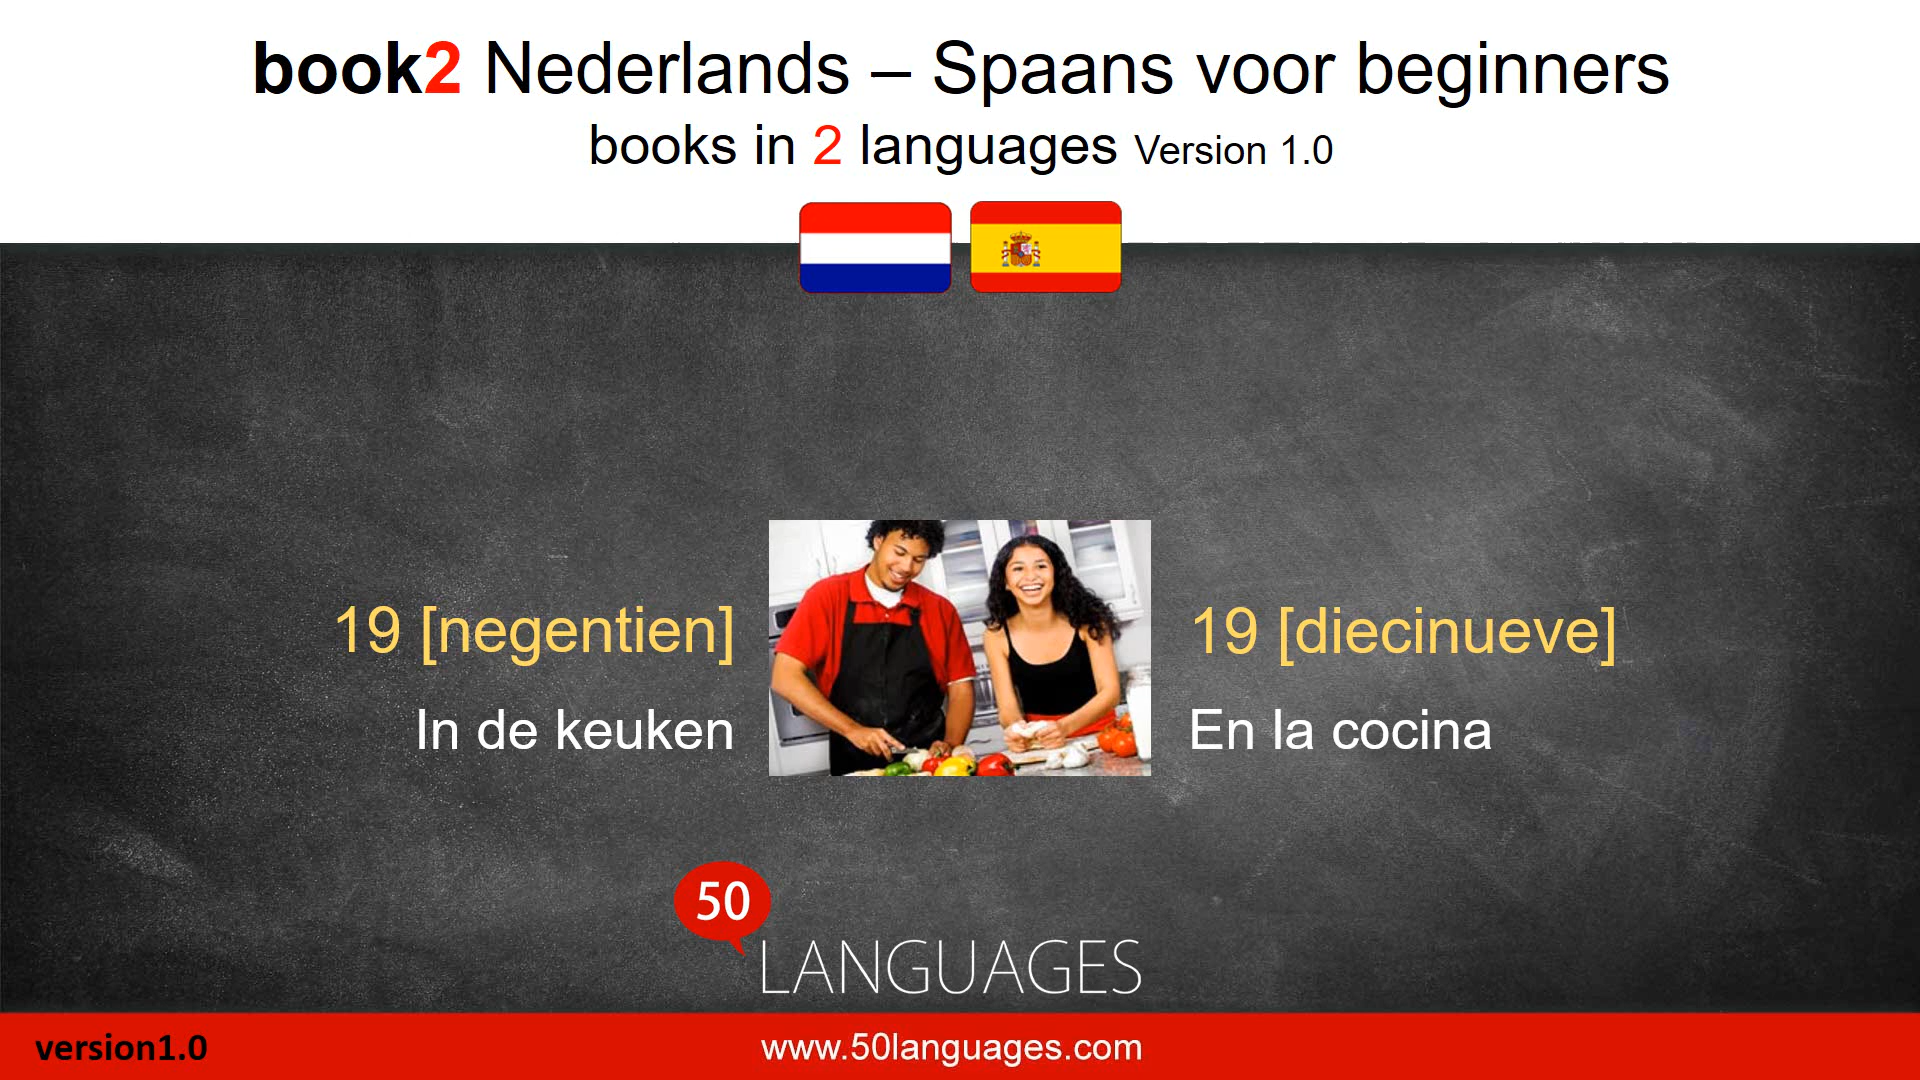 book2 Nederlands – Spaans voor beginners
books in 2 languages Version 1.0
19 [negentien]
In de keuken
19 [diecinueve]
En la cocina
50
LANGUAGES
version1.0
www.50languages.com